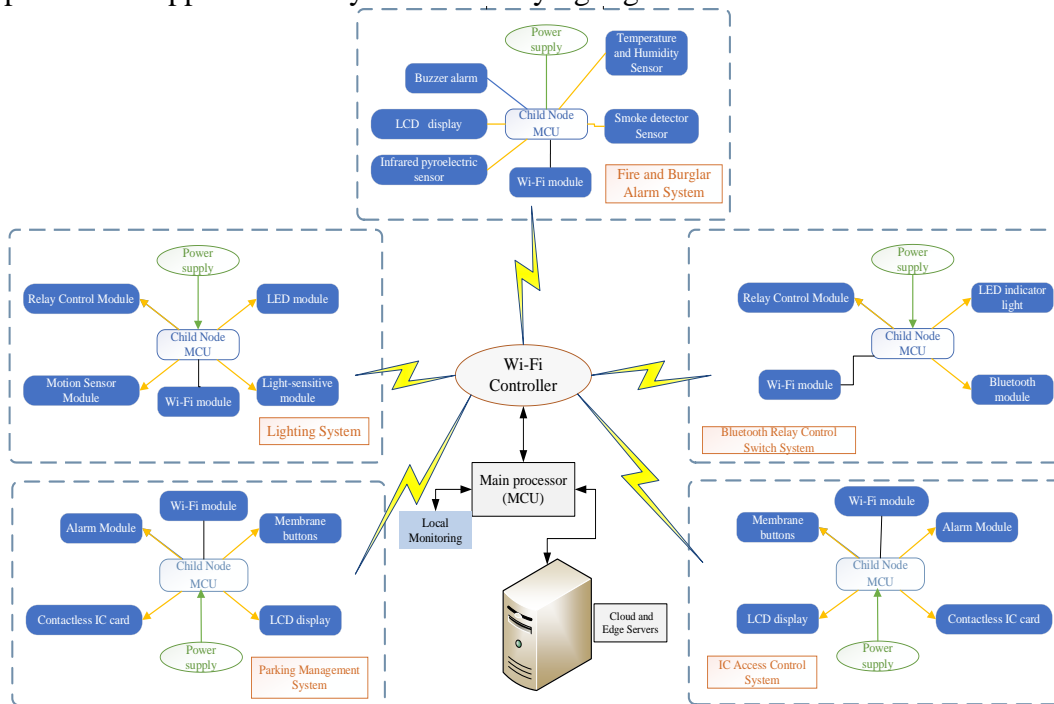 Power
supply
Temperature
and Humidity
Sensor
Buzzer alarm
LCD display
Child Node
MCU
Smoke detector
Sensor
Infrared pyroelectric
sensor
Wi-Fi module
Fire and Burglar
Alarm System
Power
supply
Relay Control Module
LED module
Child Node
MCU
Motion Sensor
Module
Wi-Fi module
Light-sensitive
module
Lighting System
Wi-Fi
Controller
Power
supply
Relay Control Module
LED indicator
light
Child Node
MCU
Wi-Fi module
Bluetooth
module
Bluetooth Relay Control
Switch System
Main processor
(MCU)
Local
Monitoring
Cloud and
Edge Servers
Wi-Fi module
Alarm Module
Membrane
buttons
Child Node
MCU
Contactless IC card
LCD display
Power
supply
Parking Management
System
Wi-Fi module
Membrane
buttons
Alarm Module
Child Node
MCU
LCD display
Contactless IC card
Power
supply
IC Access Control
System